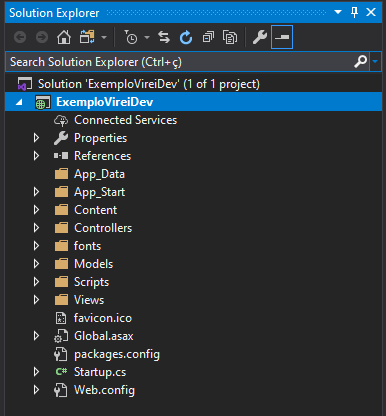 Solution Explorer
Search Solution Explorer (Ctrl+ç)
Solution 'ExemploVireiDev' (1 of 1 project)
ExemploVireiDev
Connected Services
Properties
References
App_Data
App_Start
Content
Controllers
fonts
Models
Scripts
Views
favicon.ico
Global.asax
packages.config
C# Startup.cs
Web.config